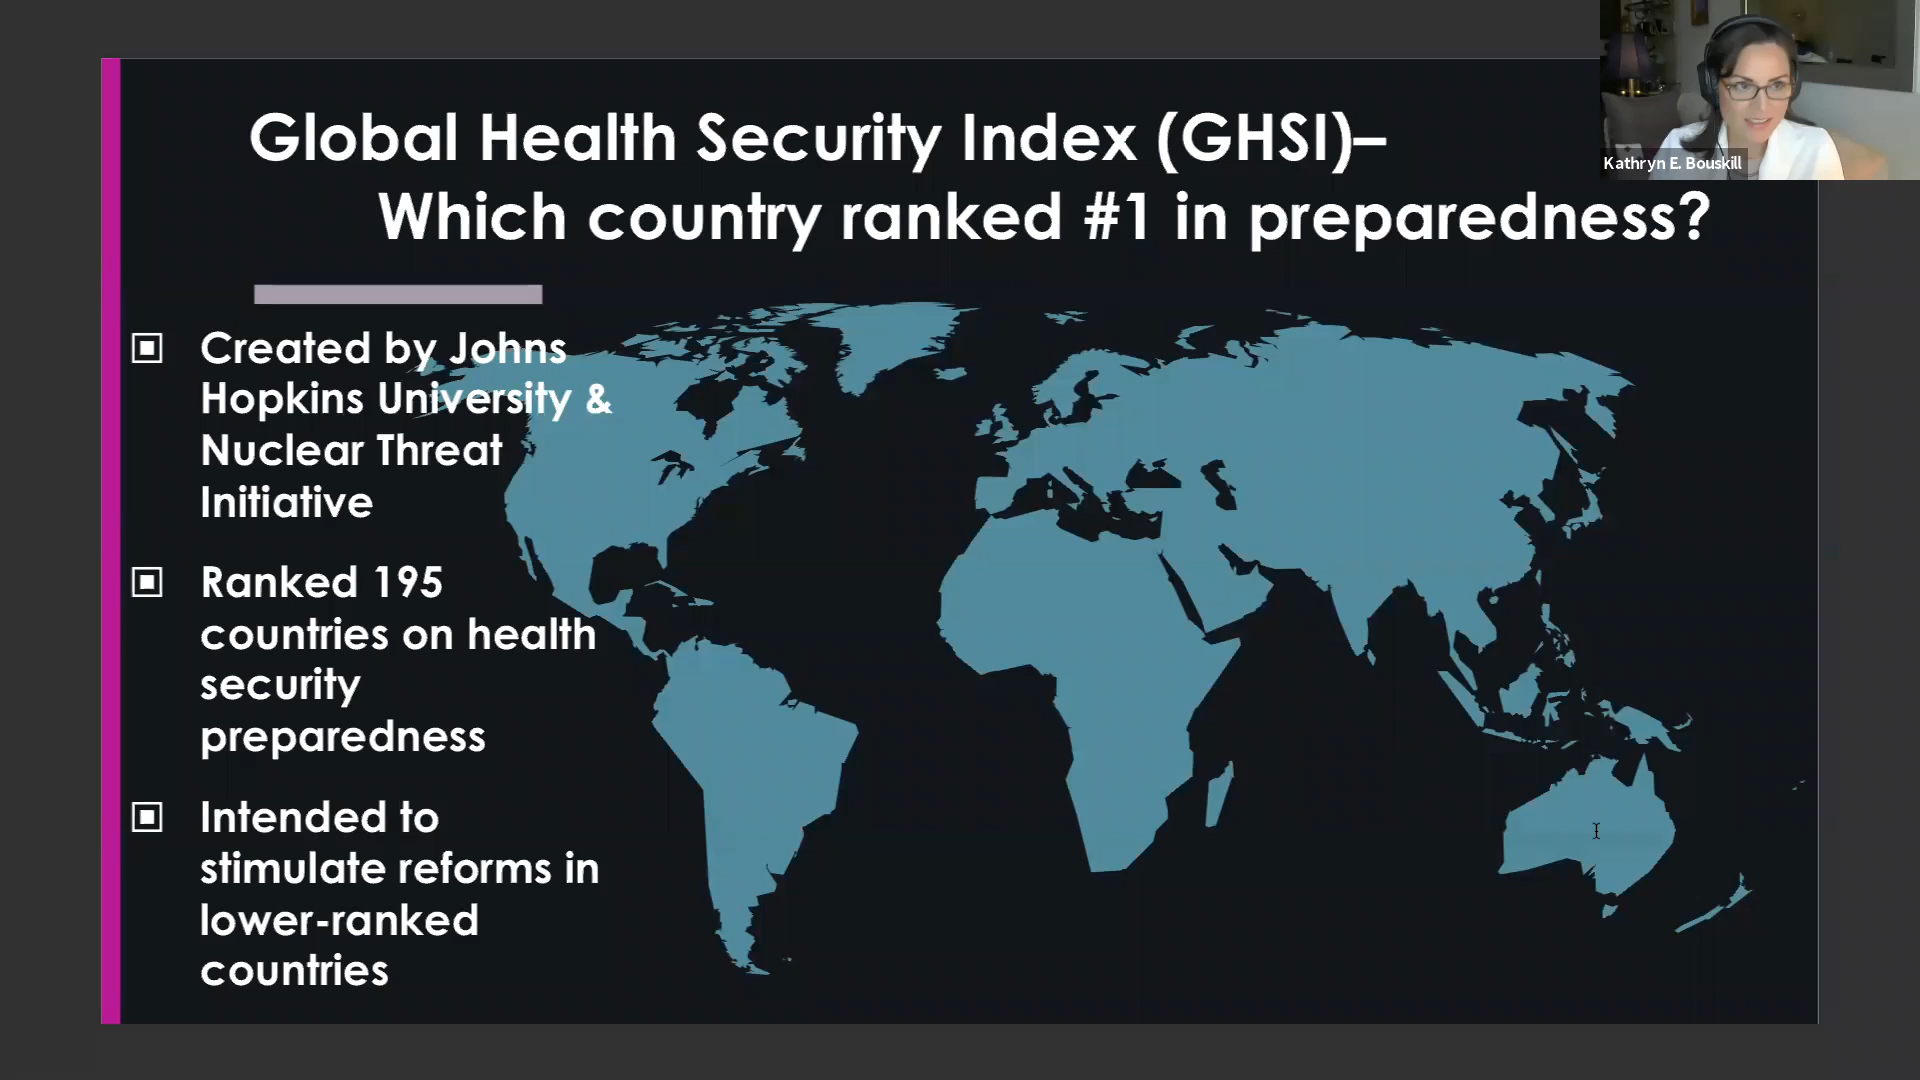 Global Health Security Index (GHSI)–
Which country ranked #1 in preparedness?
Kathryn E. Bouskill
Created by Johns
Hopkins University &
Nuclear Threat
Initiative
Ranked 195
countries on health
security
preparedness
Intended to
stimulate reforms in
lower-ranked
countries